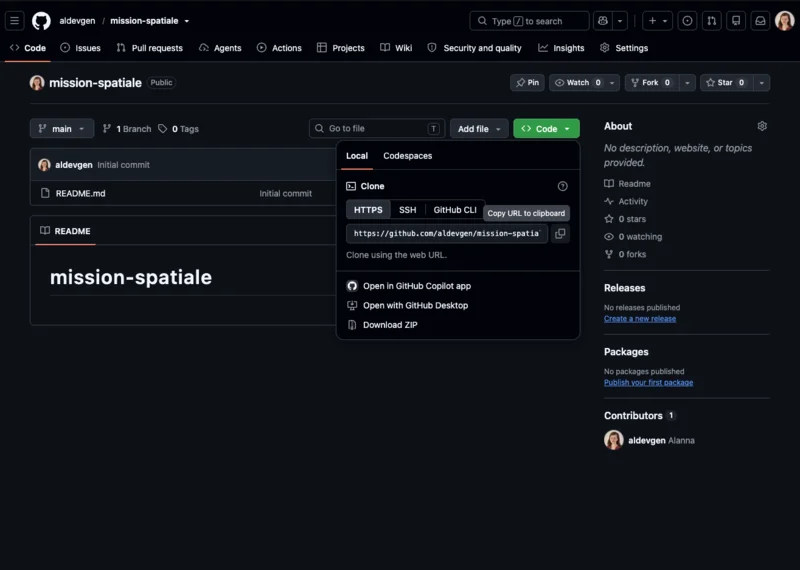 aldevgen / mission-spatiale
Type / to search
Code Issues Pull requests Agents Actions Projects Wiki Security and quality Insights Settings
mission-spatiale Public
Pin Watch 0 Fork 0 Star 0
main 1 Branch 0 Tags
Go to file T
Add file
Code
aldevgen Initial commit
README.md Initial commit
README
mission-spatiale
Local Codespaces
Clone
HTTPS SSH GitHub CLI
Copy URL to clipboard
https://github.com/aldevgen/mission-spatia
Clone using the web URL.
Open in GitHub Copilot app
Open with GitHub Desktop
Download ZIP
About
No description, website, or topics
provided.
Readme
Activity
0 stars
0 watching
0 forks
Releases
No releases published
Create a new release
Packages
No packages published
Publish your first package
Contributors 1
aldevgen Alanna